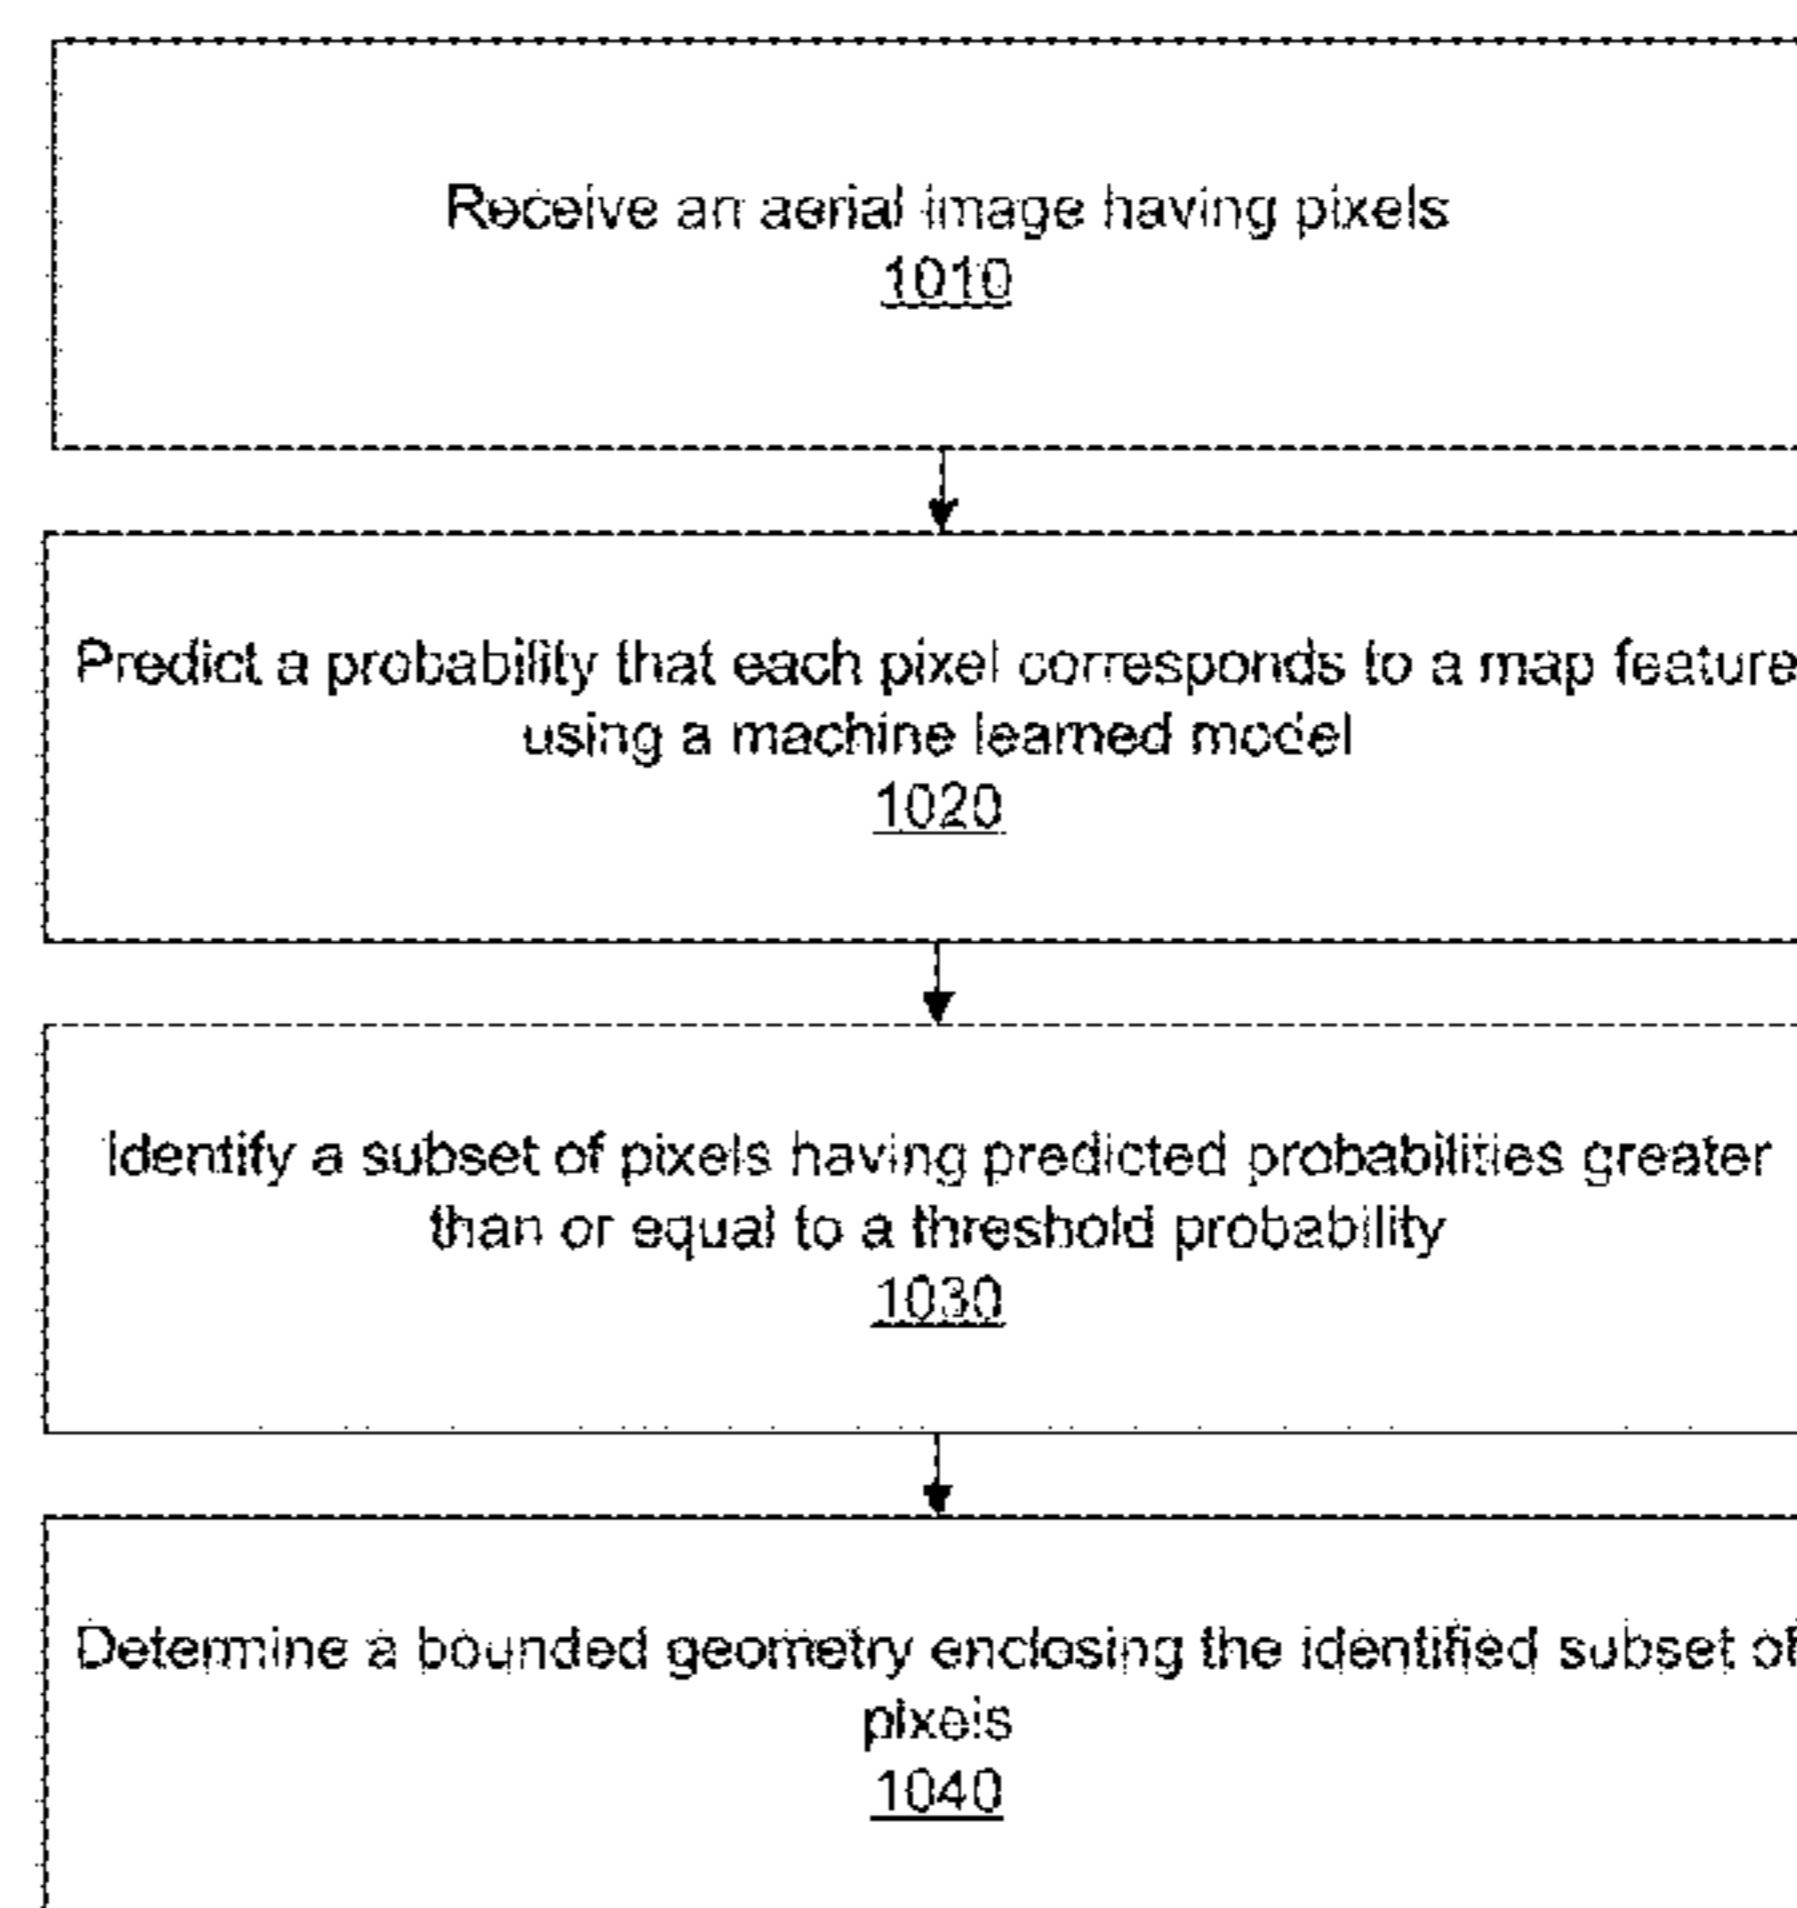 Receive an aerial image having pixels
1010
Predict a probability that each pixel corresponds to a map feature
using a machine learned model
1020
Identify a subset of pixels having predicted probabilities greater
than or equal to a threshold probability
1030
Determine a bounded geometry enclosing the identified subset of
pixels
1040